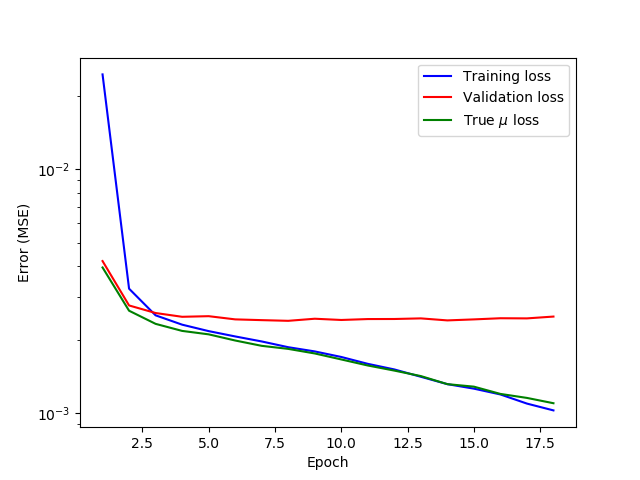 Training loss
Validation loss
True μ loss
10⁻²
10⁻³
Error (MSE)
2.5 5.0 7.5 10.0 12.5 15.0 17.5
Epoch